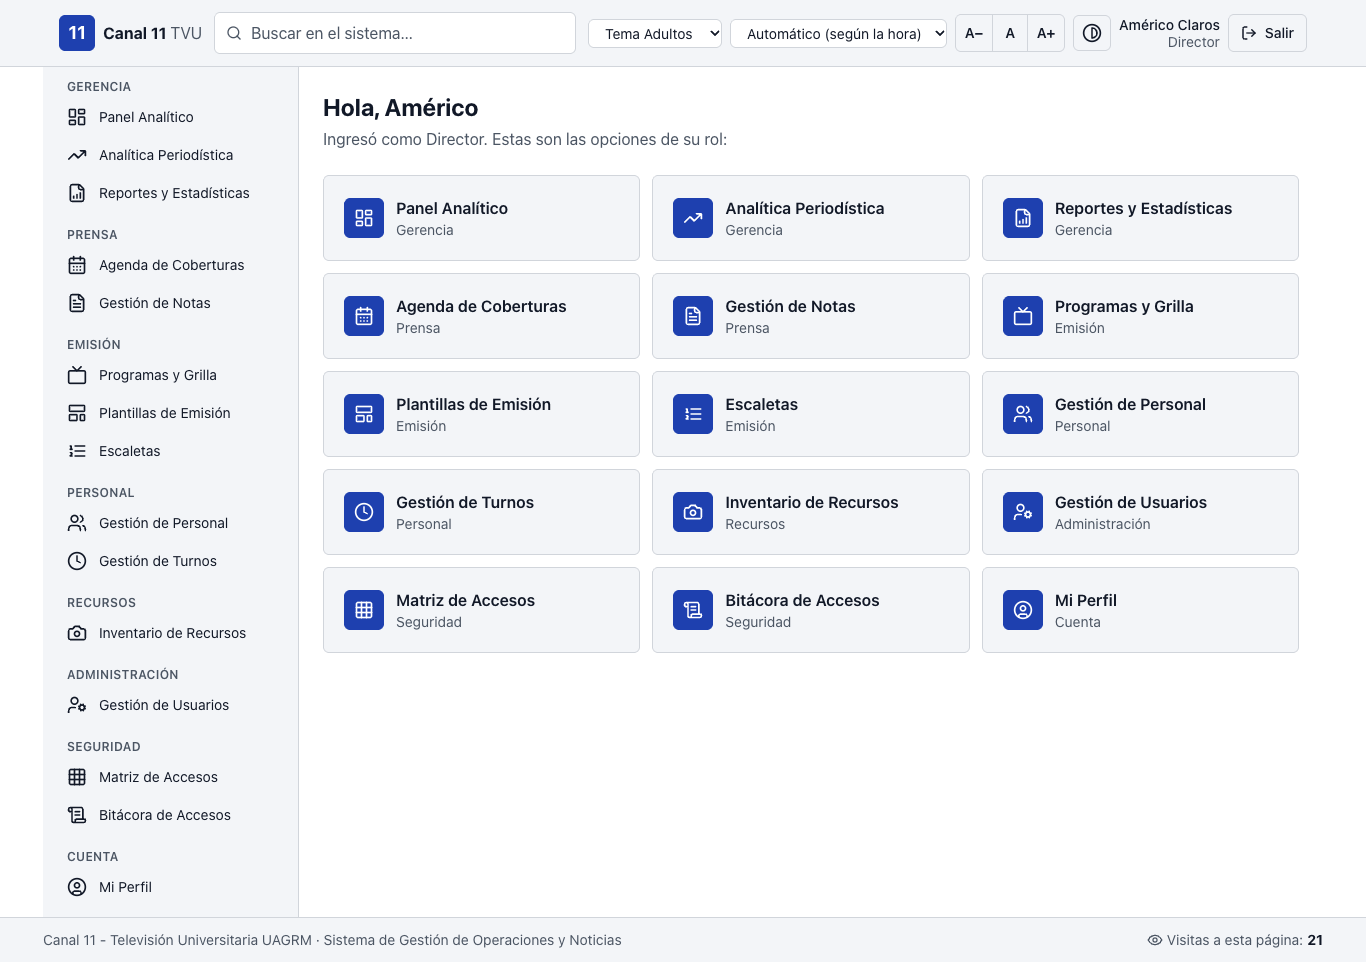 11 Canal 11 TVU
Buscar en el sistema...
Tema Adultos
Automático (según la hora)
A− A A+
Américo Claros
Director
Salir
GERENCIA
Panel Analítico
Analítica Periodística
Reportes y Estadísticas
PRENSA
Agenda de Coberturas
Gestión de Notas
EMISIÓN
Programas y Grilla
Plantillas de Emisión
Escaletas
PERSONAL
Gestión de Personal
Gestión de Turnos
RECURSOS
Inventario de Recursos
ADMINISTRACIÓN
Gestión de Usuarios
SEGURIDAD
Matriz de Accesos
Bitácora de Accesos
CUENTA
Mi Perfil
Hola, Américo
Ingresó como Director. Estas son las opciones de su rol:
Panel Analítico
Gerencia
Analítica Periodística
Gerencia
Reportes y Estadísticas
Gerencia
Agenda de Coberturas
Prensa
Gestión de Notas
Prensa
Programas y Grilla
Emisión
Plantillas de Emisión
Emisión
Escaletas
Emisión
Gestión de Personal
Personal
Gestión de Turnos
Personal
Inventario de Recursos
Recursos
Gestión de Usuarios
Administración
Matriz de Accesos
Seguridad
Bitácora de Accesos
Seguridad
Mi Perfil
Cuenta
Canal 11 - Televisión Universitaria UAGRM · Sistema de Gestión de Operaciones y Noticias
Visitas a esta página: 21